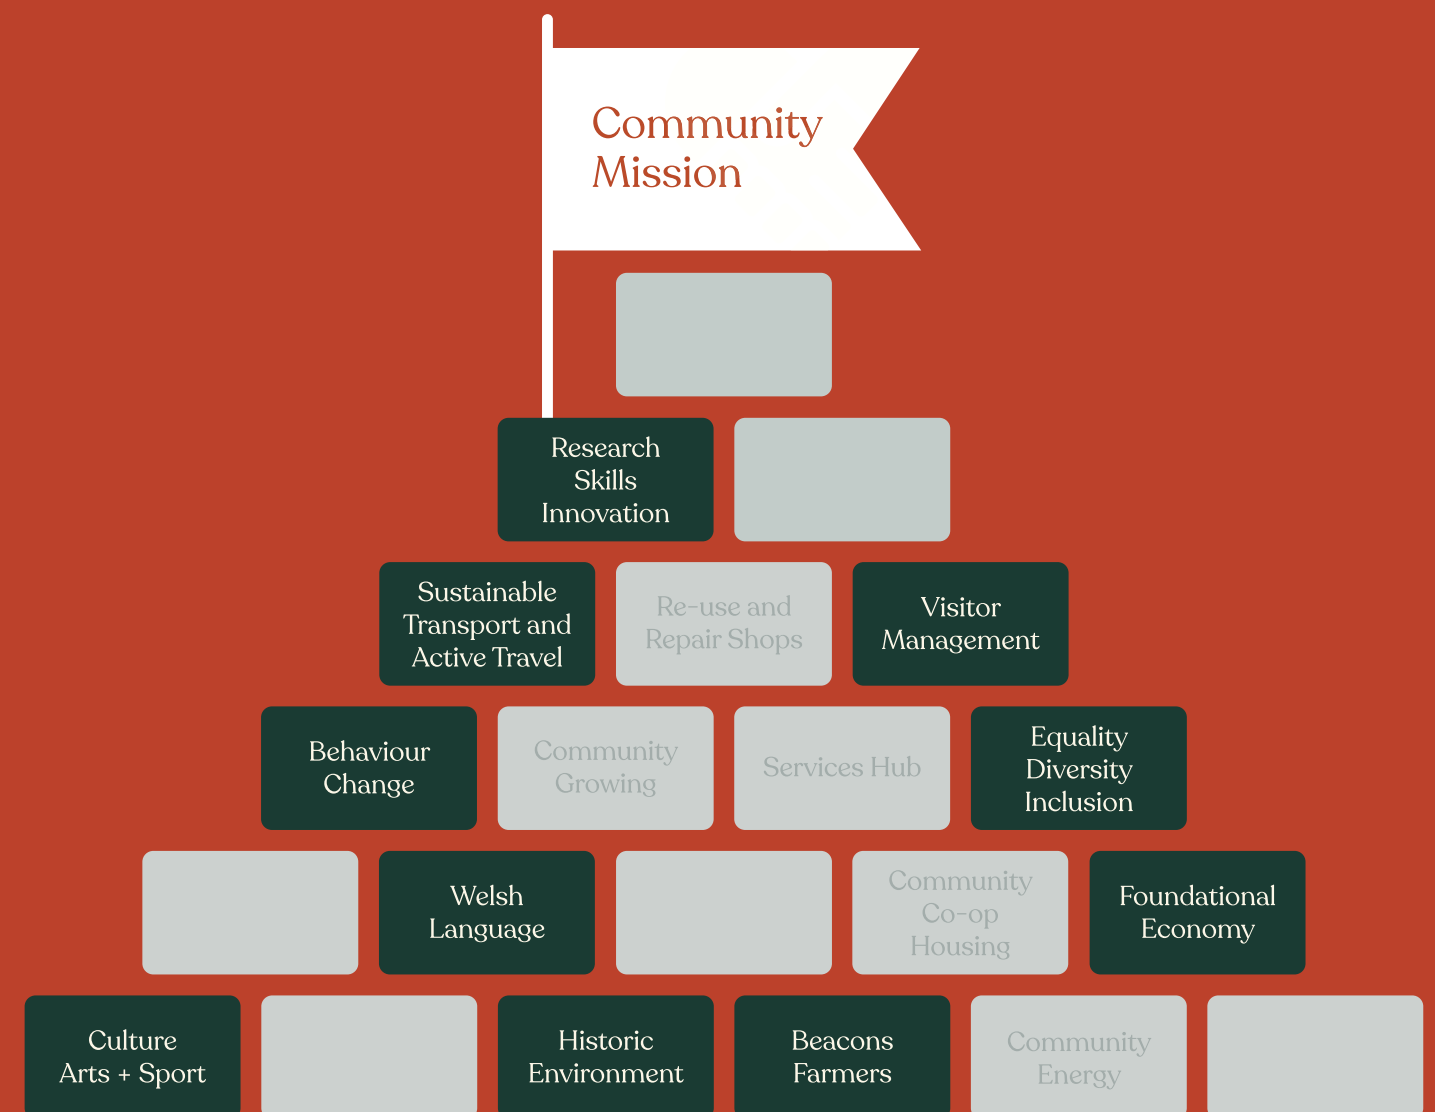 Community
Mission
Research
Skills
Innovation
Sustainable
Transport and
Active Travel
Re-use and
Repair Shops
Visitor
Management
Behaviour
Change
Community
Growing
Services Hub
Equality
Diversity
Inclusion
Welsh
Language
Community
Co-op
Housing
Foundational
Economy
Culture
Arts + Sport
Historic
Environment
Beacons
Farmers
Community
Energy